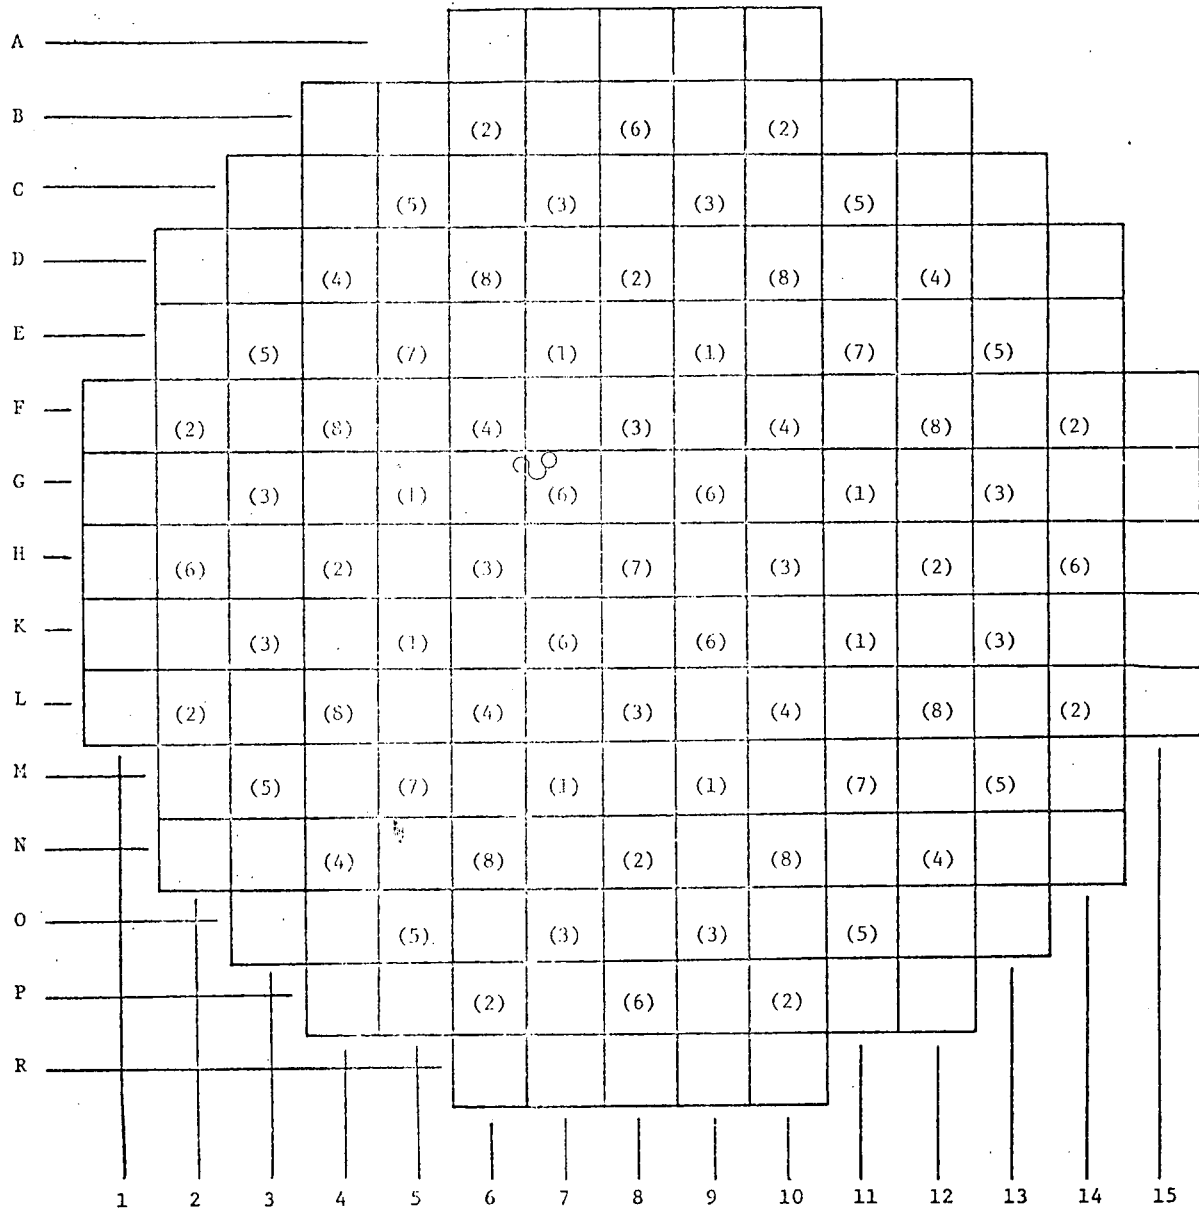 A
B (2) (6) (2)
C (5) (3) (3) (5)
D (4) (8) (2) (8) (4)
E (5) (7) (1) (1) (7) (5)
F (2) (8) (4) (3) (4) (8) (2)
G (3) (1) (6) (6) (1) (3)
H (6) (2) (3) (7) (3) (2) (6)
K (3) (1) (6) (6) (1) (3)
L (2) (8) (4) (3) (4) (8) (2)
M (5) (7) (1) (1) (7) (5)
N (4) (8) (2) (8) (4)
O (5) (3) (3) (5)
P (2) (6) (2)
R
1 2 3 4 5 6 7 8 9 10 11 12 13 14 15